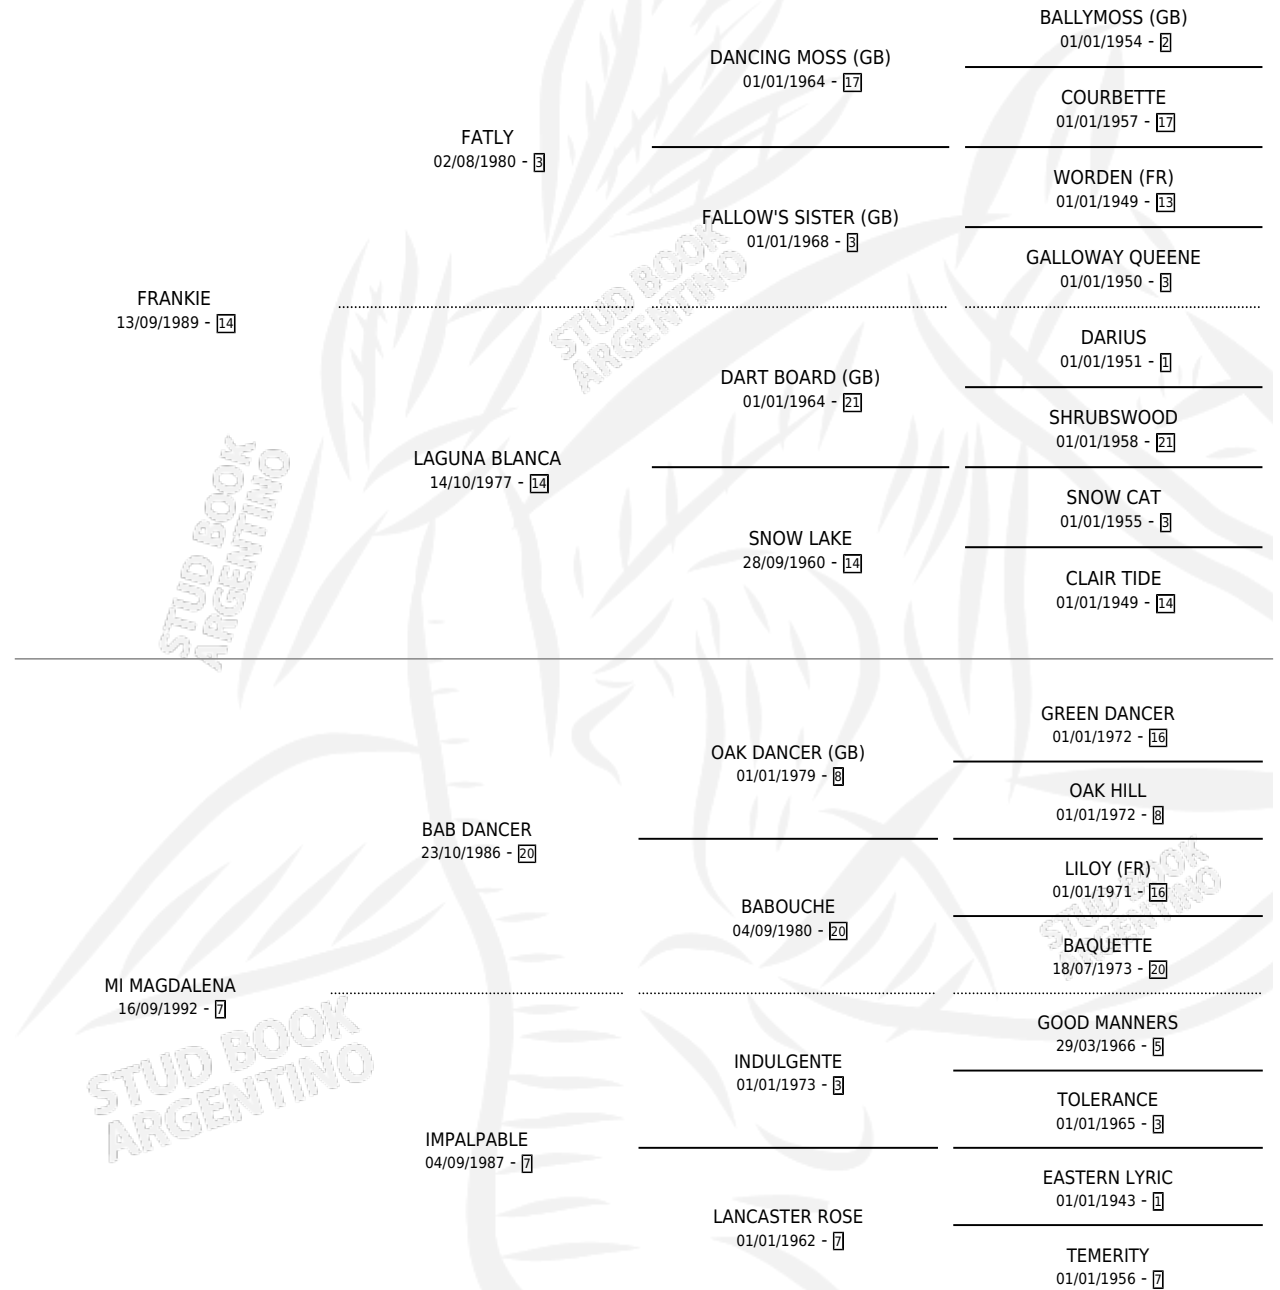 BALLYMOSS (GB)
01/01/1954 - 2
DANCING MOSS (GB)
01/01/1964 - 17
COURBETTE
01/01/1957 - 17
FATLY
02/08/1980 - 3
WORDEN (FR)
01/01/1949 - 13
FALLOW'S SISTER (GB)
01/01/1968 - 3
GALLOWAY QUEENE
01/01/1950 - 3
FRANKIE
13/09/1989 - 14
DARIUS
01/01/1951 - 1
DART BOARD (GB)
01/01/1964 - 21
SHRUBSWOOD
01/01/1958 - 21
LAGUNA BLANCA
14/10/1977 - 14
SNOW CAT
01/01/1955 - 3
SNOW LAKE
28/09/1960 - 14
CLAIR TIDE
01/01/1949 - 14
GREEN DANCER
01/01/1972 - 16
OAK DANCER (GB)
01/01/1979 - 8
OAK HILL
01/01/1972 - 8
BAB DANCER
23/10/1986 - 20
LILOY (FR)
01/01/1971 - 16
BABOUCHE
04/09/1980 - 20
BAQUETTE
18/07/1973 - 20
MI MAGDALENA
16/09/1992 - 7
GOOD MANNERS
29/03/1966 - 5
INDULGENTE
01/01/1973 - 3
TOLERANCE
01/01/1965 - 3
IMPALPABLE
04/09/1987 - 7
EASTERN LYRIC
01/01/1943 - 1
LANCASTER ROSE
01/01/1962 - 7
TEMERITY
01/01/1956 - 7
STUD BOOK
ARGENTINO
STUD BOOK
ARGENTINO
STUD BOOK
ARGENTINO
STUD BOOK
ARGENTINO